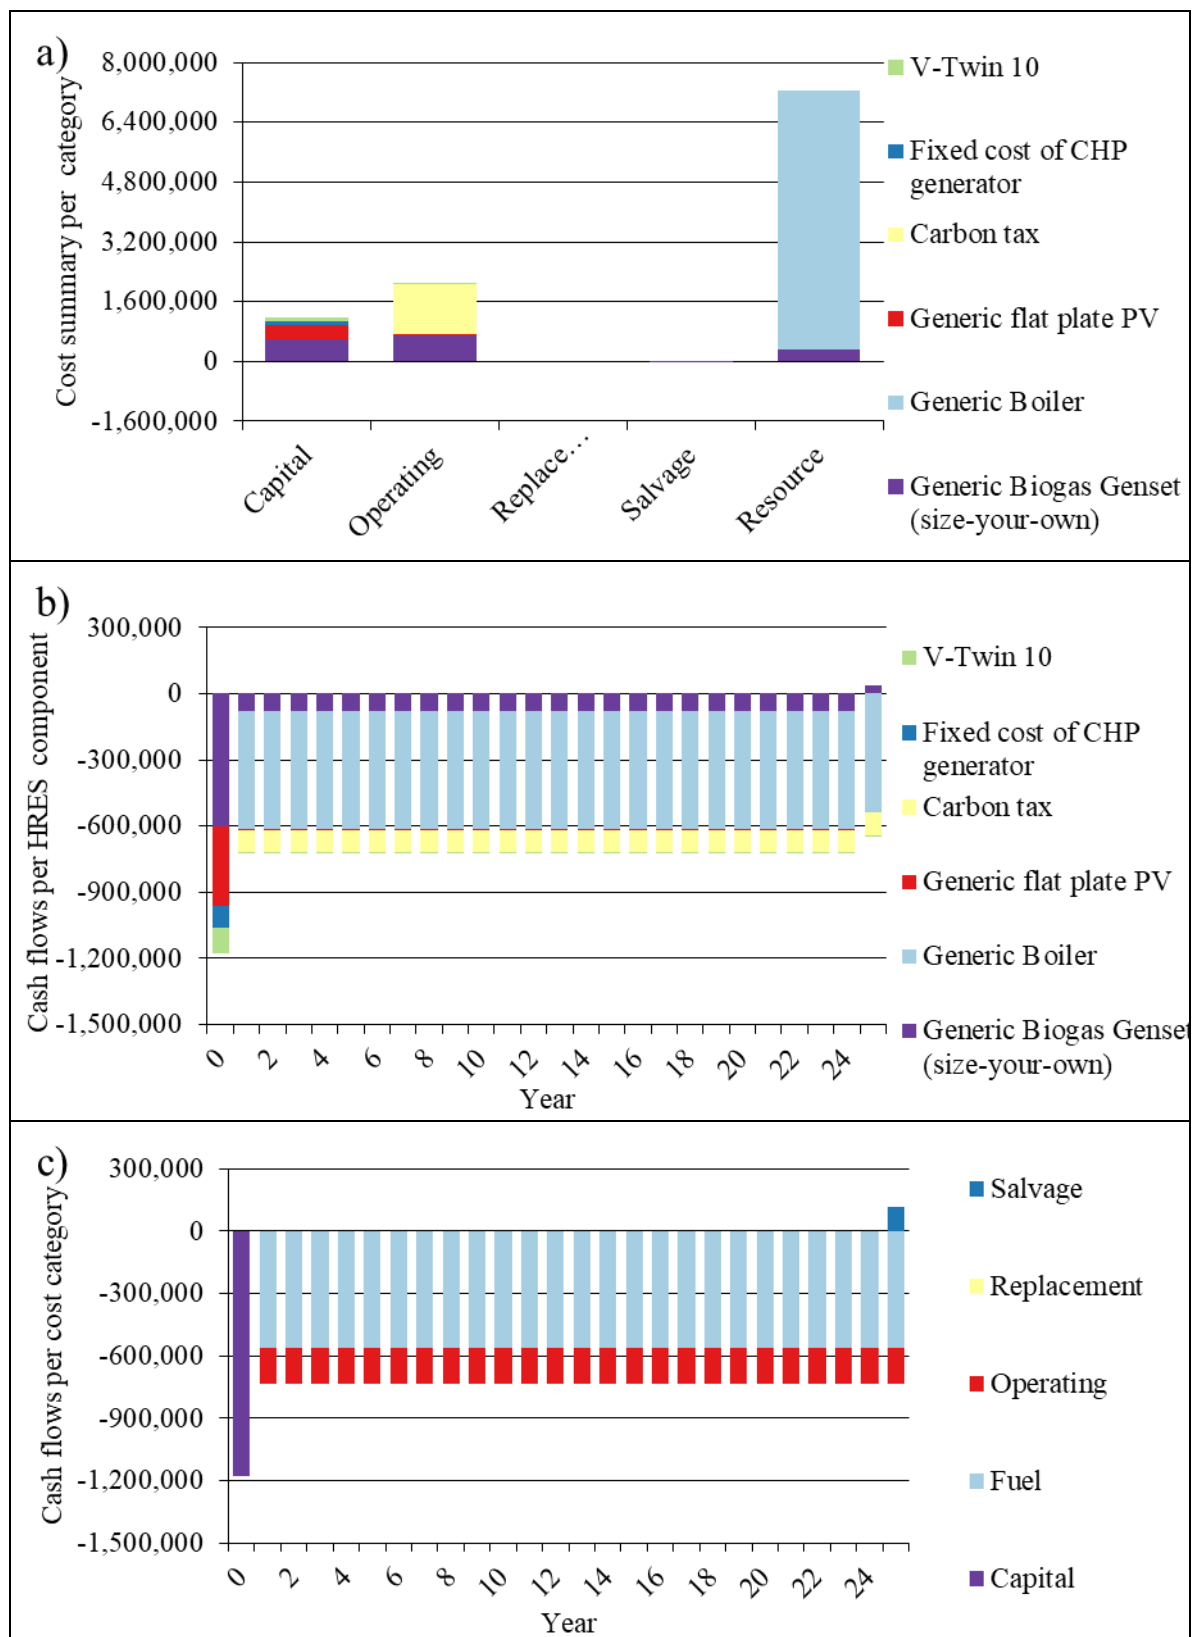 a)
Cost summary per category
8,000,000
6,400,000
4,800,000
3,200,000
1,600,000
0
-1,600,000
Capital
Operating
Replace…
Salvage
Resource
V-Twin 10
Fixed cost of CHP
generator
Carbon tax
Generic flat plate PV
Generic Boiler
Generic Biogas Genset
(size-your-own)
b)
Cash flows per HRES component
300,000
0
-300,000
-600,000
-900,000
-1,200,000
-1,500,000
0
2
4
6
8
10
12
14
16
18
20
22
24
Year
V-Twin 10
Fixed cost of CHP
generator
Carbon tax
Generic flat plate PV
Generic Boiler
Generic Biogas Genset
(size-your-own)
c)
Cash flows per cost category
300,000
0
-300,000
-600,000
-900,000
-1,200,000
-1,500,000
0
2
4
6
8
10
12
14
16
18
20
22
24
Year
Salvage
Replacement
Operating
Fuel
Capital